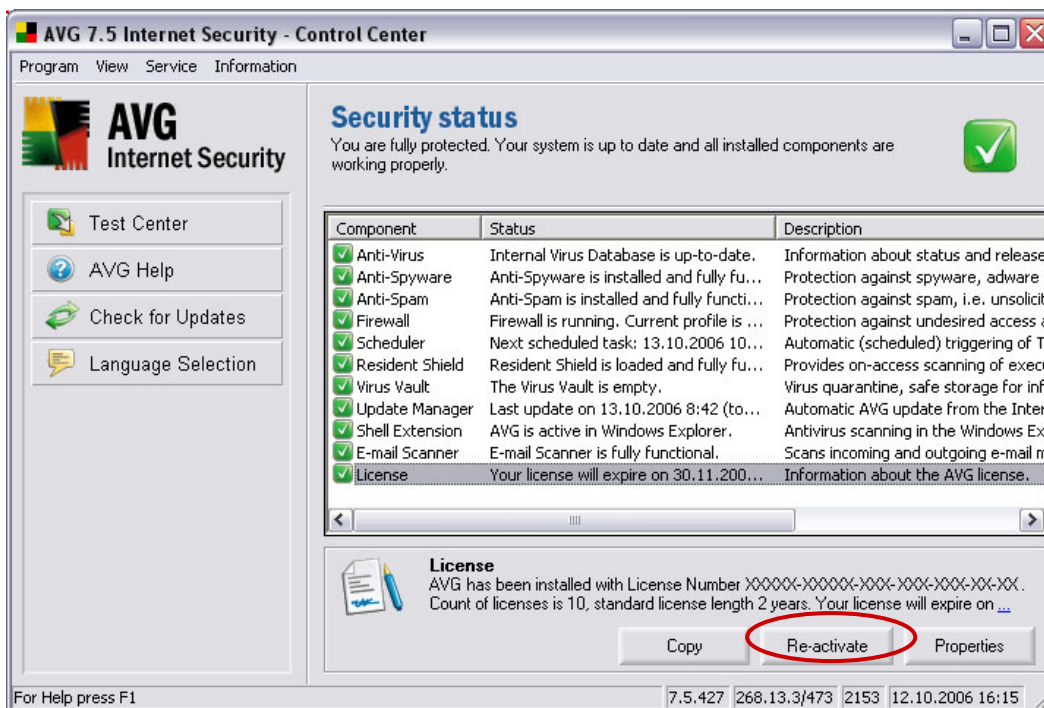 AVG 7.5 Internet Security - Control Center
Program View Service Information
AVG
Internet Security
Test Center
AVG Help
Check for Updates
Language Selection
Security status
You are fully protected. Your system is up to date and all installed components are
working properly.
Component Status Description
Anti-Virus Internal Virus Database is up-to-date. Information about status and release
Anti-Spyware Anti-Spyware is installed and fully fu... Protection against spyware, adware
Anti-Spam Anti-Spam is installed and fully functi... Protection against spam, i.e. unsolicit
Firewall Firewall is running. Current profile is ... Protection against undesired access a
Scheduler Next scheduled task: 13.10.2006 10... Automatic (scheduled) triggering of T
Resident Shield Resident Shield is loaded and fully fu... Provides on-access scanning of execu
Virus Vault The Virus Vault is empty. Virus quarantine, safe storage for inf
Update Manager Last update on 13.10.2006 8:42 (to... Automatic AVG update from the Inter
Shell Extension AVG is active in Windows Explorer. Antivirus scanning in the Windows Ex
E-mail Scanner E-mail Scanner is fully functional. Scans incoming and outgoing e-mail m
License Your license will expire on 30.11.200... Information about the AVG license.
License
AVG has been installed with License Number XXXXX-XXXXX-XXX-XXX-XXX-XX-XX.
Count of licenses is 10, standard license length 2 years. Your license will expire on ...
Copy Re-activate Properties
For Help press F1 7.5.427 268.13.3/473 2153 12.10.2006 16:15